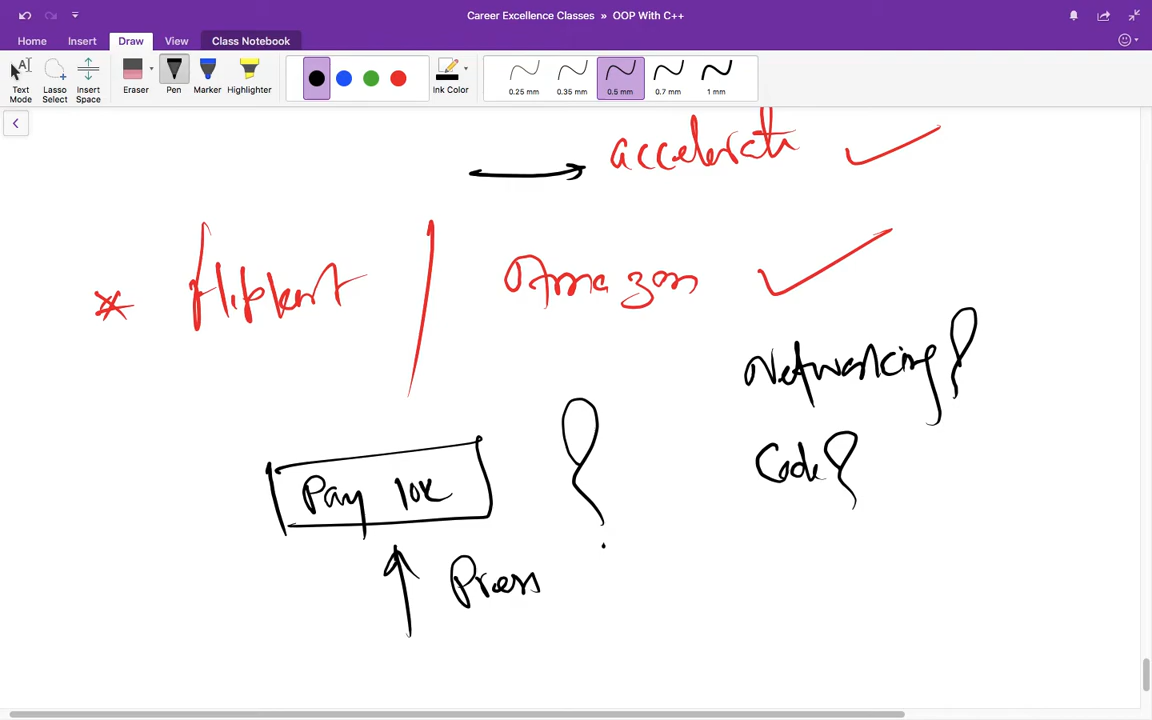 Career Excellence Classes » OOP With C++
Home Insert Draw View Class Notebook
Text Mode Lasso Select Insert Space Eraser Pen Marker Highlighter Ink Color 0.25 mm 0.35 mm 0.5 mm 0.7 mm 1 mm
accelerate ✓
* flipkart / Amazon ✓
Networking?
Code?
Pay 10K ?
Press